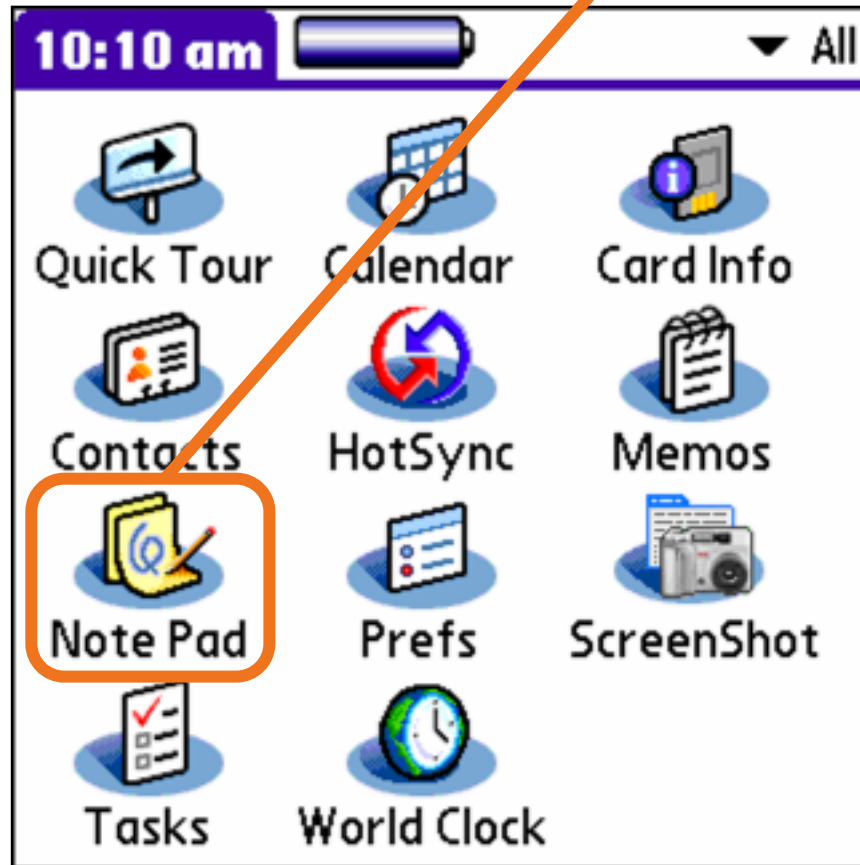 10:10 am All
Quick Tour Calendar Card Info
Contacts HotSync Memos
Note Pad Prefs ScreenShot
Tasks World Clock